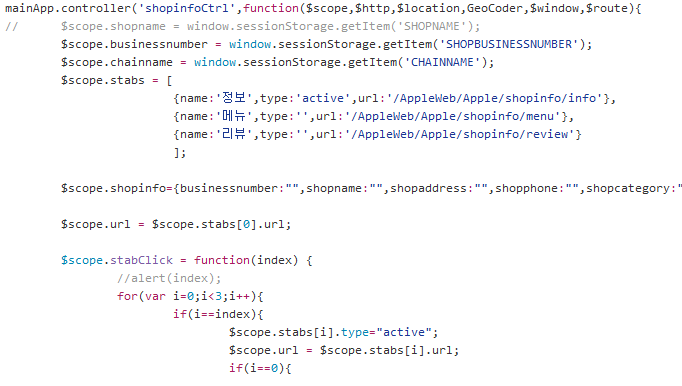 mainApp.controller('shopinfoCtrl',function($scope,$http,$location,GeoCoder,$window,$route){
//      $scope.shopname = window.sessionStorage.getItem('SHOPNAME');
        $scope.businessnumber = window.sessionStorage.getItem('SHOPBUSINESSNUMBER');
        $scope.chainname = window.sessionStorage.getItem('CHAINNAME');
        $scope.stabs = [
                        {name:'정보',type:'active',url:'/AppleWeb/Apple/shopinfo/info'},
                        {name:'메뉴',type:'',url:'/AppleWeb/Apple/shopinfo/menu'},
                        {name:'리뷰',type:'',url:'/AppleWeb/Apple/shopinfo/review'}
                        ];
        $scope.shopinfo={businessnumber:"",shopname:"",shopaddress:"",shopphone:"",shopcategory:"
        $scope.url = $scope.stabs[0].url;
        $scope.stabClick = function(index) {
                //alert(index);
                for(var i=0;i<3;i++){
                        if(i==index){
                                $scope.stabs[i].type="active";
                                $scope.url = $scope.stabs[i].url;
                                if(i==0){